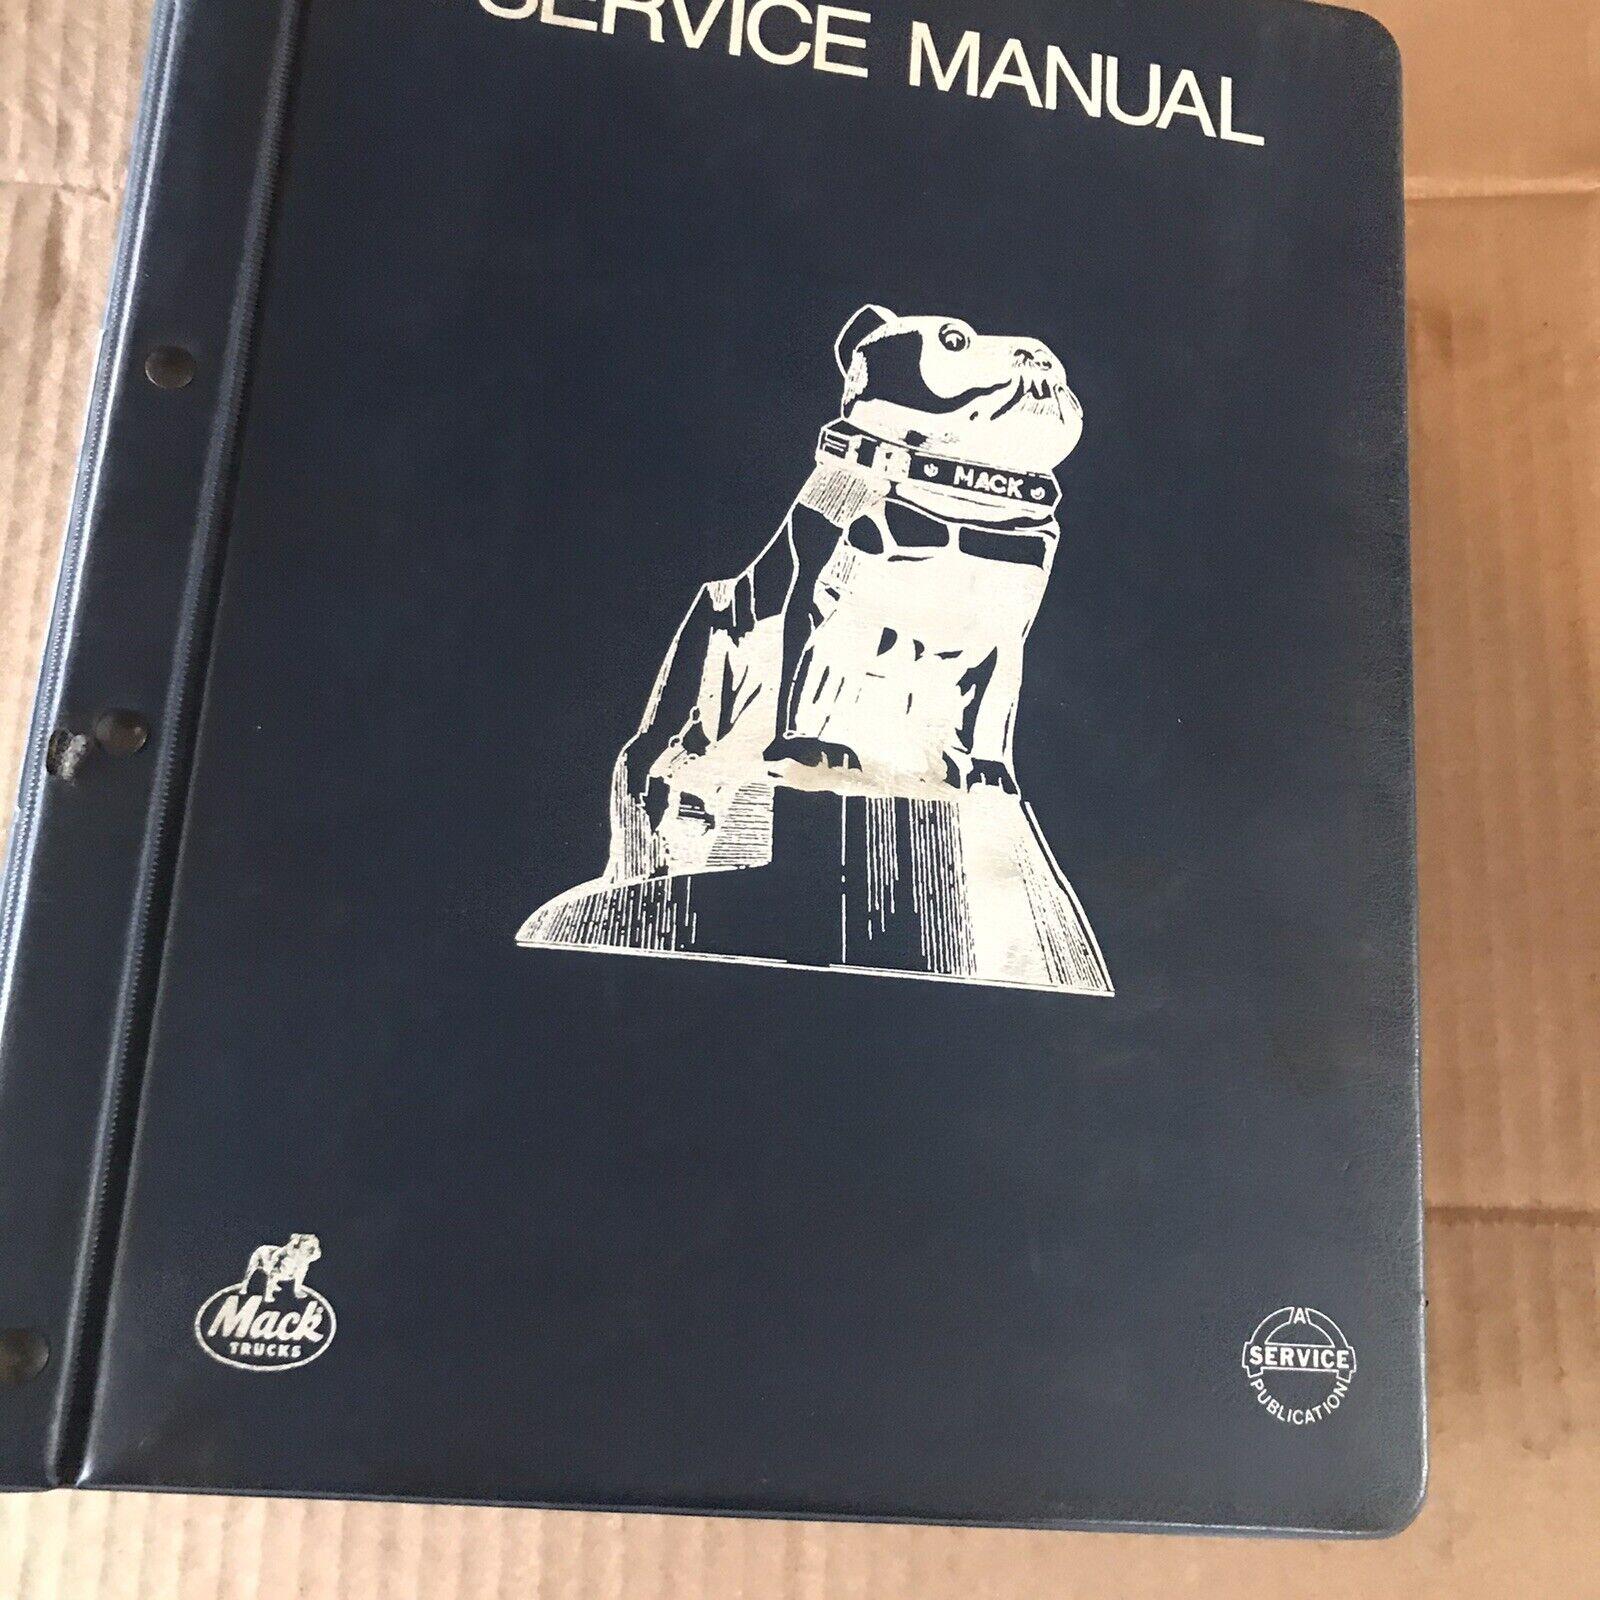 SERVICE MANUAL
MACK
Mack
TRUCKS
A
SERVICE
PUBLICATION